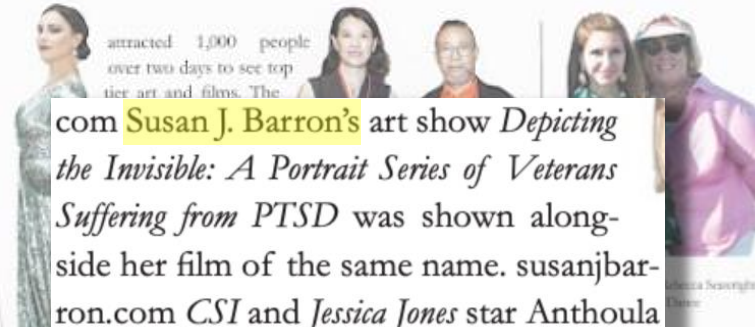 attracted 1,000 people
over two days to see top
tier art and films. The
com Susan J. Barron's art show Depicting
the Invisible: A Portrait Series of Veterans
Suffering from PTSD was shown along-
side her film of the same name. susanjbar-
ron.com CSI and Jessica Jones star Anthoula